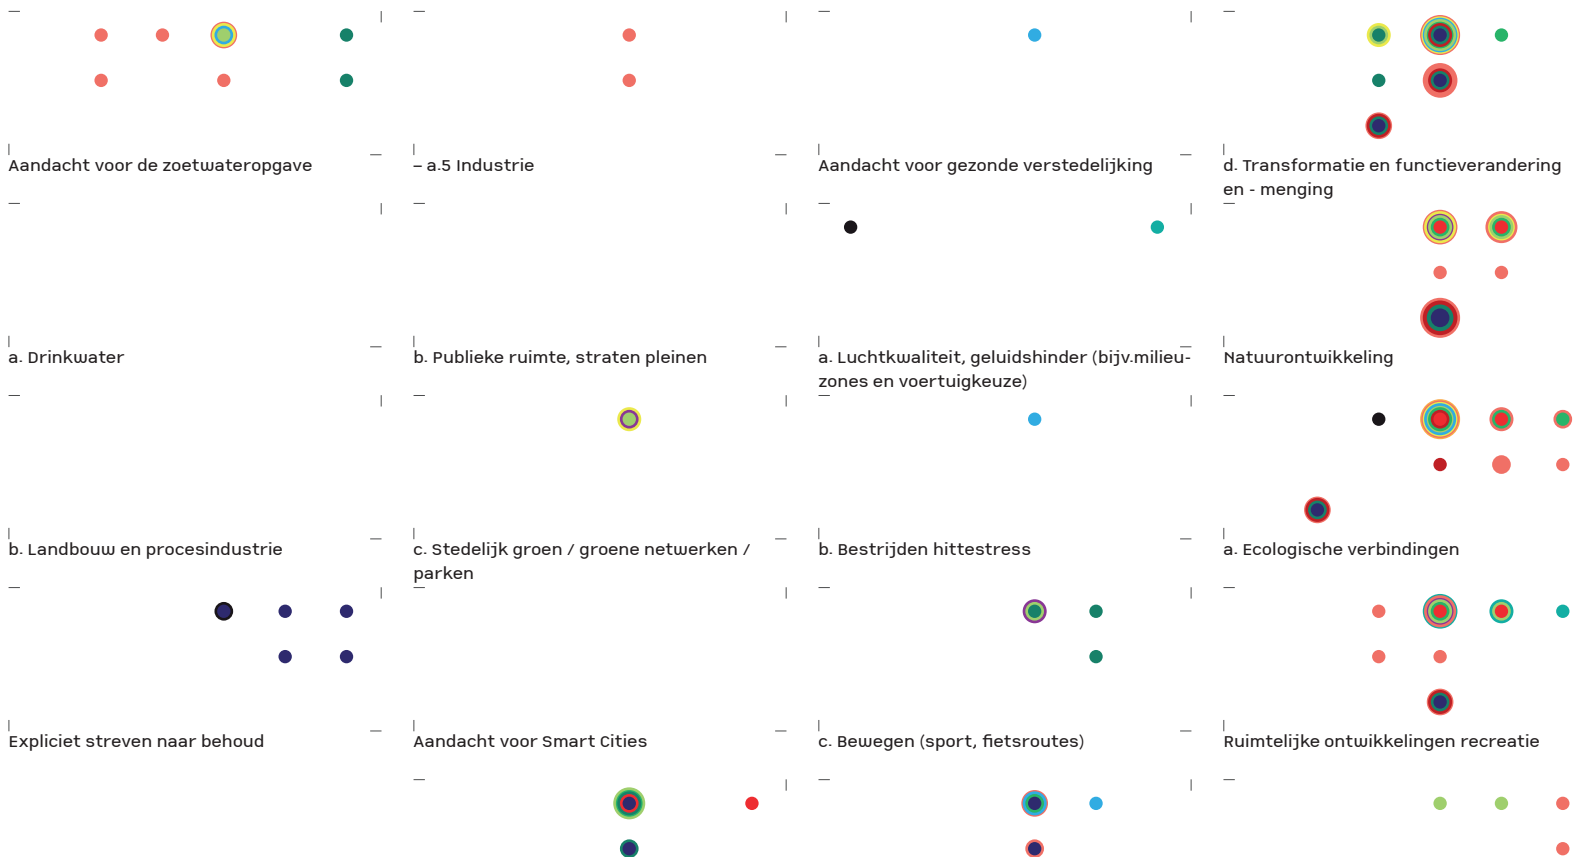 Aandacht voor de zoetwateropgave
– a.5 Industrie
Aandacht voor gezonde verstedelijking
d. Transformatie en functieverandering
en - menging
a. Drinkwater
b. Publieke ruimte, straten pleinen
a. Luchtkwaliteit, geluidshinder (bijv.milieu-
zones en voertuigkeuze)
Natuurontwikkeling
b. Landbouw en procesindustrie
c. Stedelijk groen / groene netwerken /
parken
b. Bestrijden hittestress
a. Ecologische verbindingen
Expliciet streven naar behoud
Aandacht voor Smart Cities
c. Bewegen (sport, fietsroutes)
Ruimtelijke ontwikkelingen recreatie